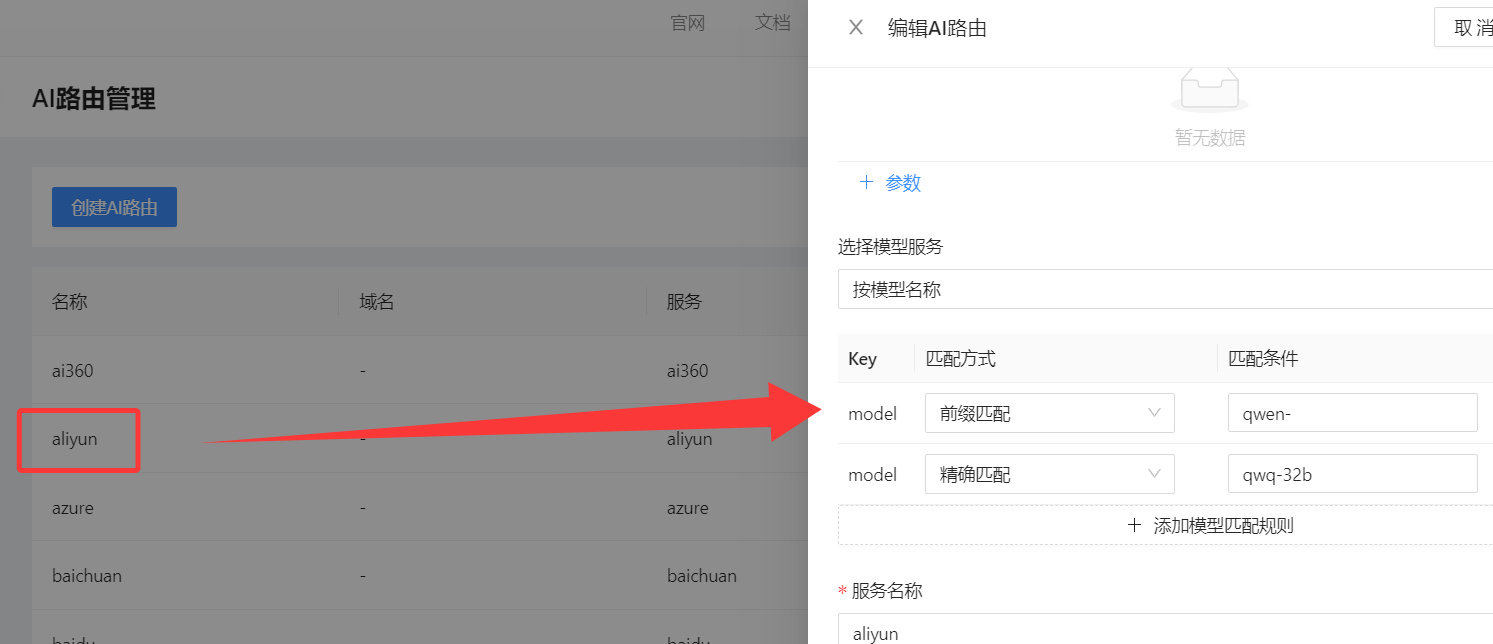 官网 文档
AI路由管理
创建AI路由
名称 域名 服务
ai360 - ai360
aliyun - aliyun
azure - azure
baichuan - baichuan
baidu baidu
编辑AI路由
取 消
暂无数据
+ 参数
选择模型服务
按模型名称
Key 匹配方式 匹配条件
model 前缀匹配 qwen-
model 精确匹配 qwq-32b
+ 添加模型匹配规则
* 服务名称
aliyun